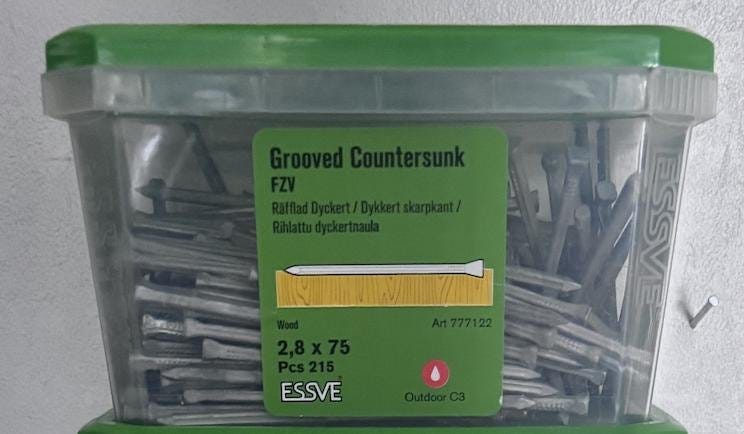 Grooved Countersunk
FZV
Räfflad Dyckert / Dykkert skarpkant /
Rihlattu dyckertnaula
Wood
Art 777122
2,8 x 75
Pcs 215
ESSVE
Outdoor C3
ESSVE